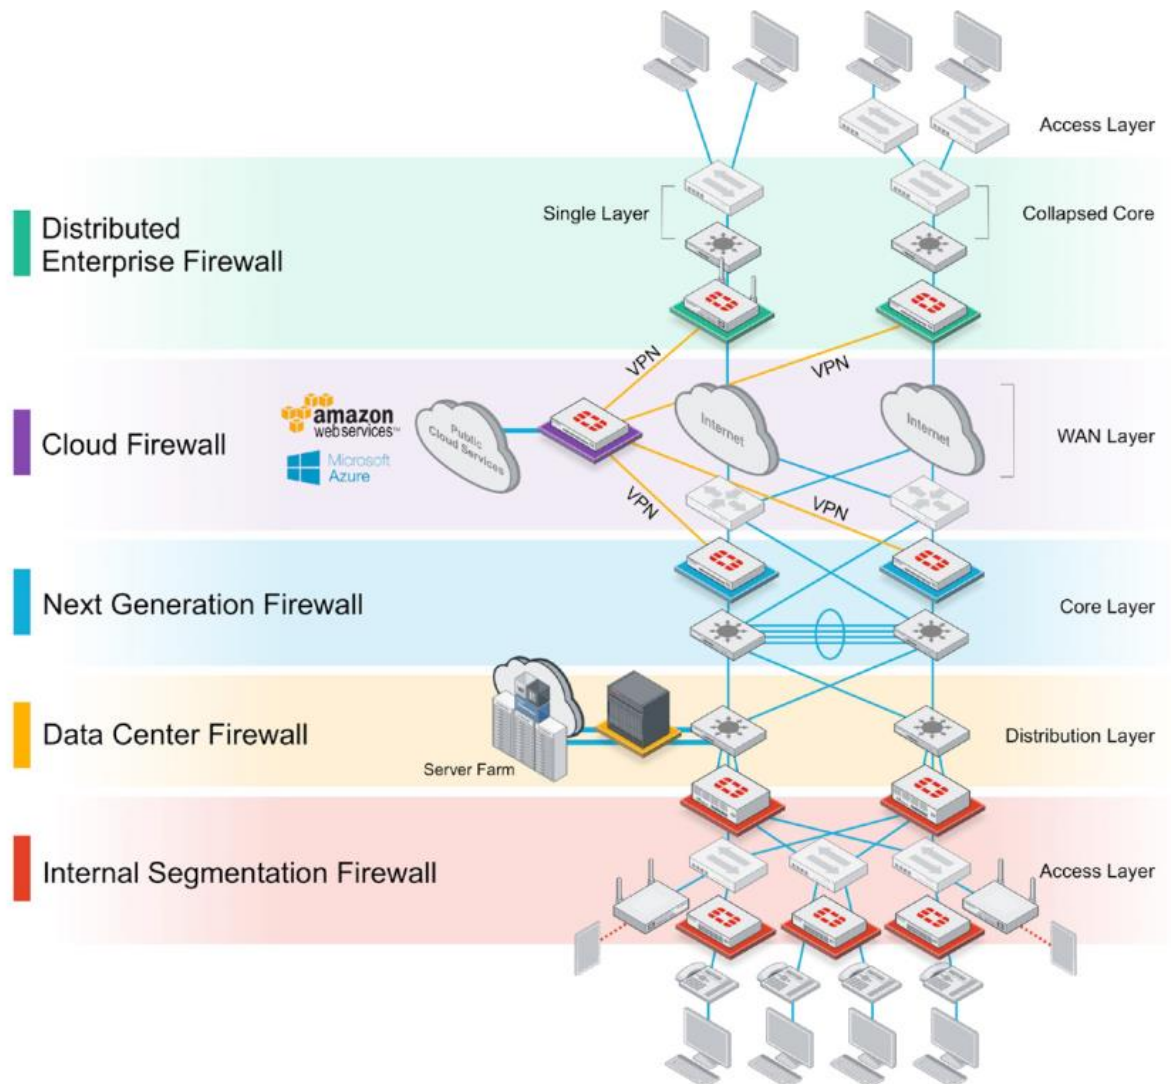 Access Layer
Single Layer
Collapsed Core
Distributed
Enterprise Firewall
VPN
VPN
amazon
webservices™
Microsoft
Azure
Public
Cloud Services
Internet
Internet
Cloud Firewall
WAN Layer
VPN
VPN
Next Generation Firewall
Core Layer
Data Center Firewall
Server Farm
Distribution Layer
Internal Segmentation Firewall
Access Layer